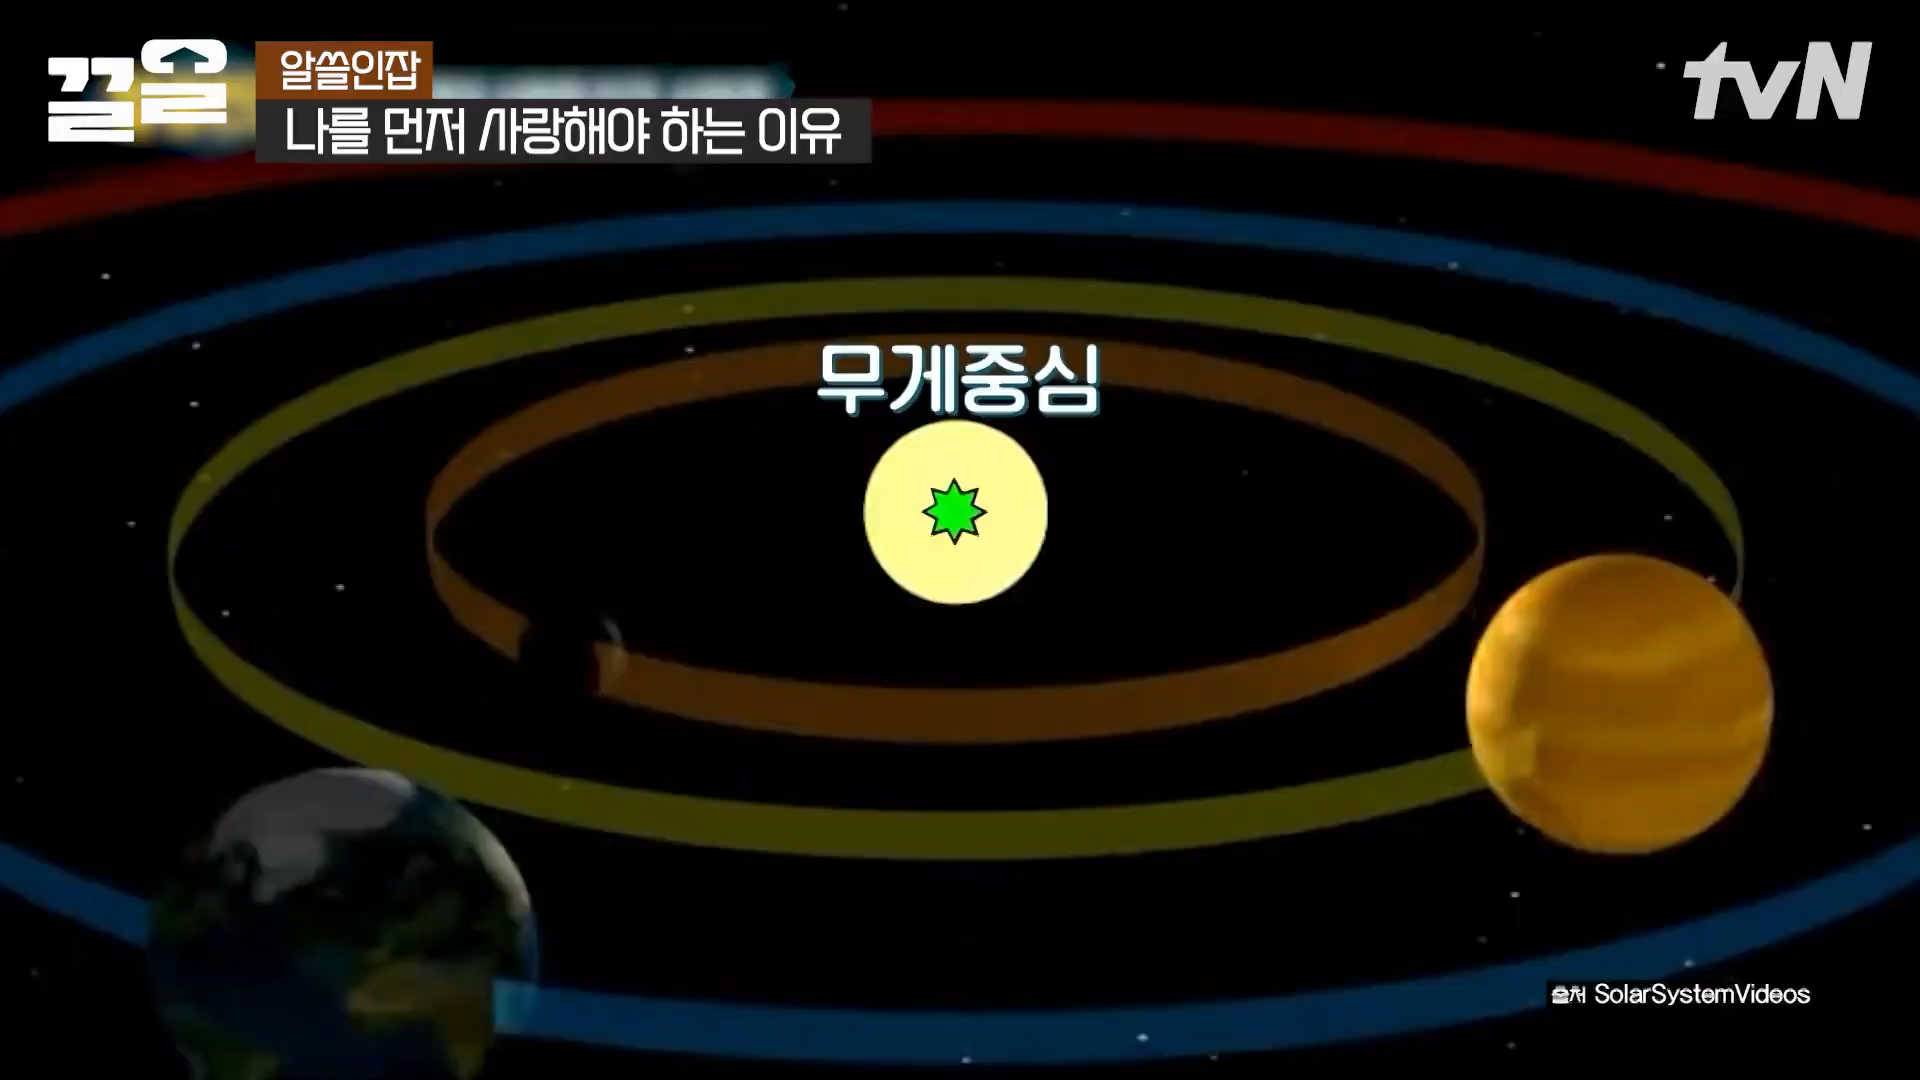 끌올
알쓸인잡
나를 먼저 사랑해야 하는 이유
tvN
무게중심
출처 SolarSystemVideos